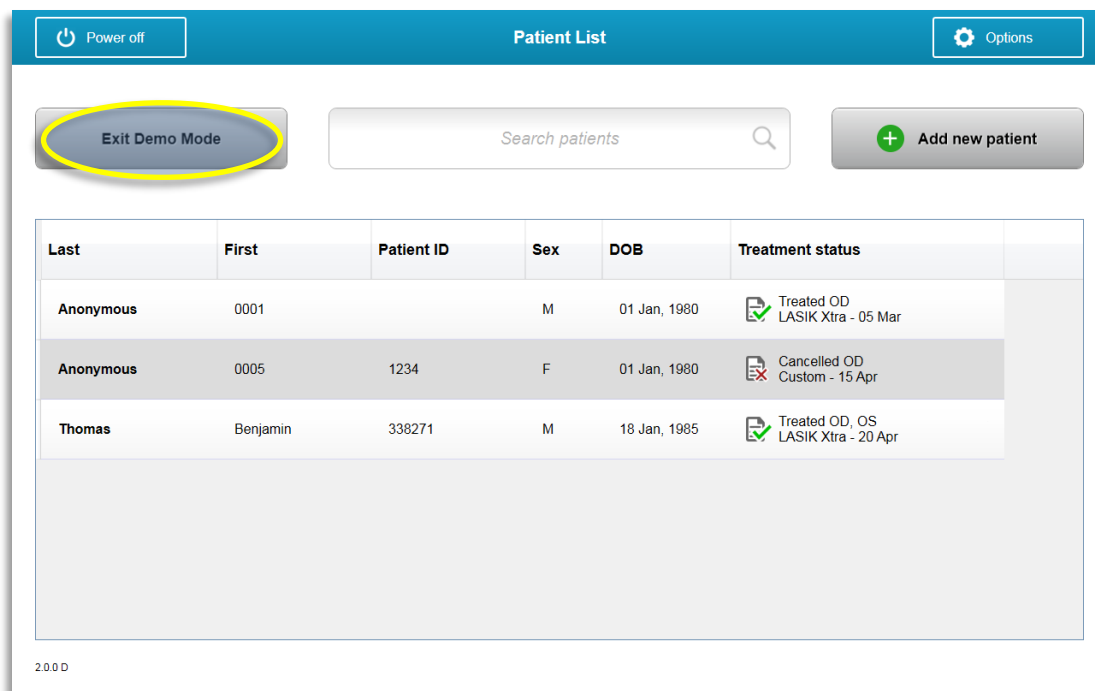 Power off
Patient List
Options
Exit Demo Mode
Search patients
Add new patient
Last First Patient ID Sex DOB Treatment status
Anonymous 0001 M 01 Jan, 1980 Treated OD
LASIK Xtra - 05 Mar
Anonymous 0005 1234 F 01 Jan, 1980 Cancelled OD
Custom - 15 Apr
Thomas Benjamin 338271 M 18 Jan, 1985 Treated OD, OS
LASIK Xtra - 20 Apr
2.0.0 D